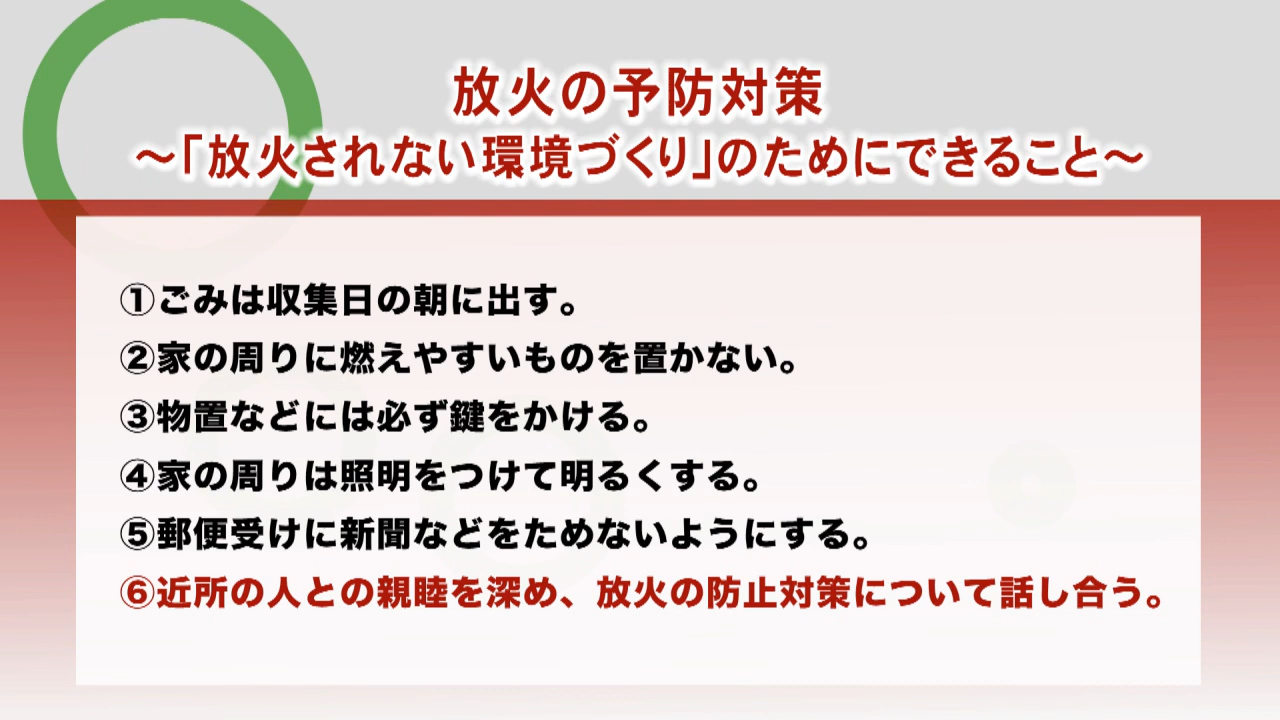 放火の予防対策
～「放火されない環境づくり」のためにできること～
①ごみは収集日の朝に出す。
②家の周りに燃えやすいものを置かない。
③物置などには必ず鍵をかける。
④家の周りは照明をつけて明るくする。
⑤郵便受けに新聞などをためないようにする。
⑥近所の人との親睦を深め、放火の防止対策について話し合う。